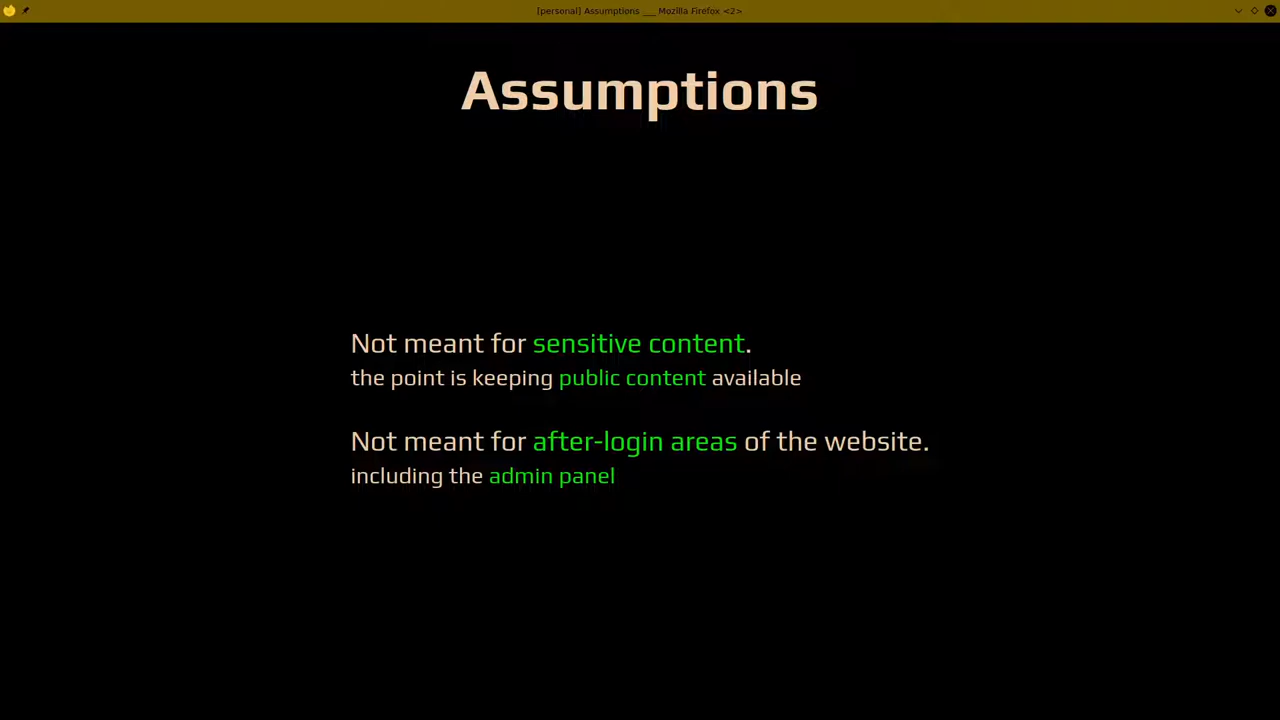 [personal] Assumptions __ Mozilla Firefox <2>
Assumptions
Not meant for sensitive content.
the point is keeping public content available
Not meant for after-login areas of the website.
including the admin panel